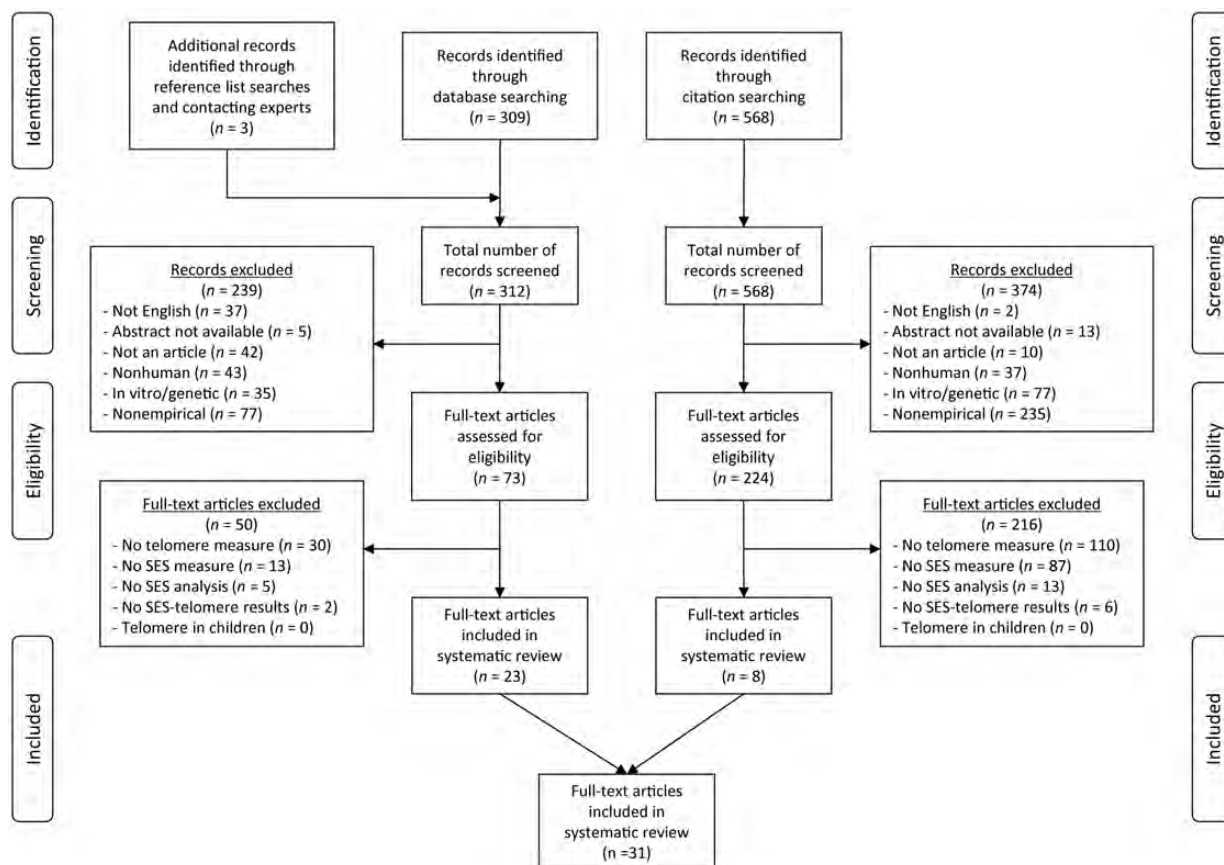 Identification
Screening
Eligibility
Included
Additional records
identified through
reference list searches
and contacting experts
(n = 3)
Records identified
through
database searching
(n = 309)
Records identified
through
citation searching
(n = 568)
Total number of
records screened
(n = 312)
Total number of
records screened
(n = 568)
Records excluded
(n = 239)
- Not English (n = 37)
- Abstract not available (n = 5)
- Not an article (n = 42)
- Nonhuman (n = 43)
- In vitro/genetic (n = 35)
- Nonempirical (n = 77)
Records excluded
(n = 374)
- Not English (n = 2)
- Abstract not available (n = 13)
- Not an article (n = 10)
- Nonhuman (n = 37)
- In vitro/genetic (n = 77)
- Nonempirical (n = 235)
Full-text articles
assessed for
eligibility
(n = 73)
Full-text articles
assessed for
eligibility
(n = 224)
Full-text articles excluded
(n = 50)
- No telomere measure (n = 30)
- No SES measure (n = 13)
- No SES analysis (n = 5)
- No SES-telomere results (n = 2)
- Telomere in children (n = 0)
Full-text articles excluded
(n = 216)
- No telomere measure (n = 110)
- No SES measure (n = 87)
- No SES analysis (n = 13)
- No SES-telomere results (n = 6)
- Telomere in children (n = 0)
Full-text articles
included in
systematic review
(n = 23)
Full-text articles
included in
systematic review
(n = 8)
Full-text articles
included in
systematic review
(n =31)
Identification
Screening
Eligibility
Included